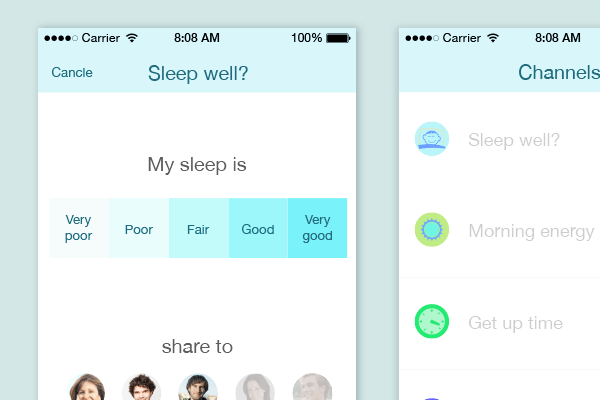 Carrier 8:08 AM 100%
Cancle Sleep well?
My sleep is
Very poor Poor Fair Good Very good
share to
Carrier 8:08 AM
Channels
Sleep well?
Morning energy
Get up time